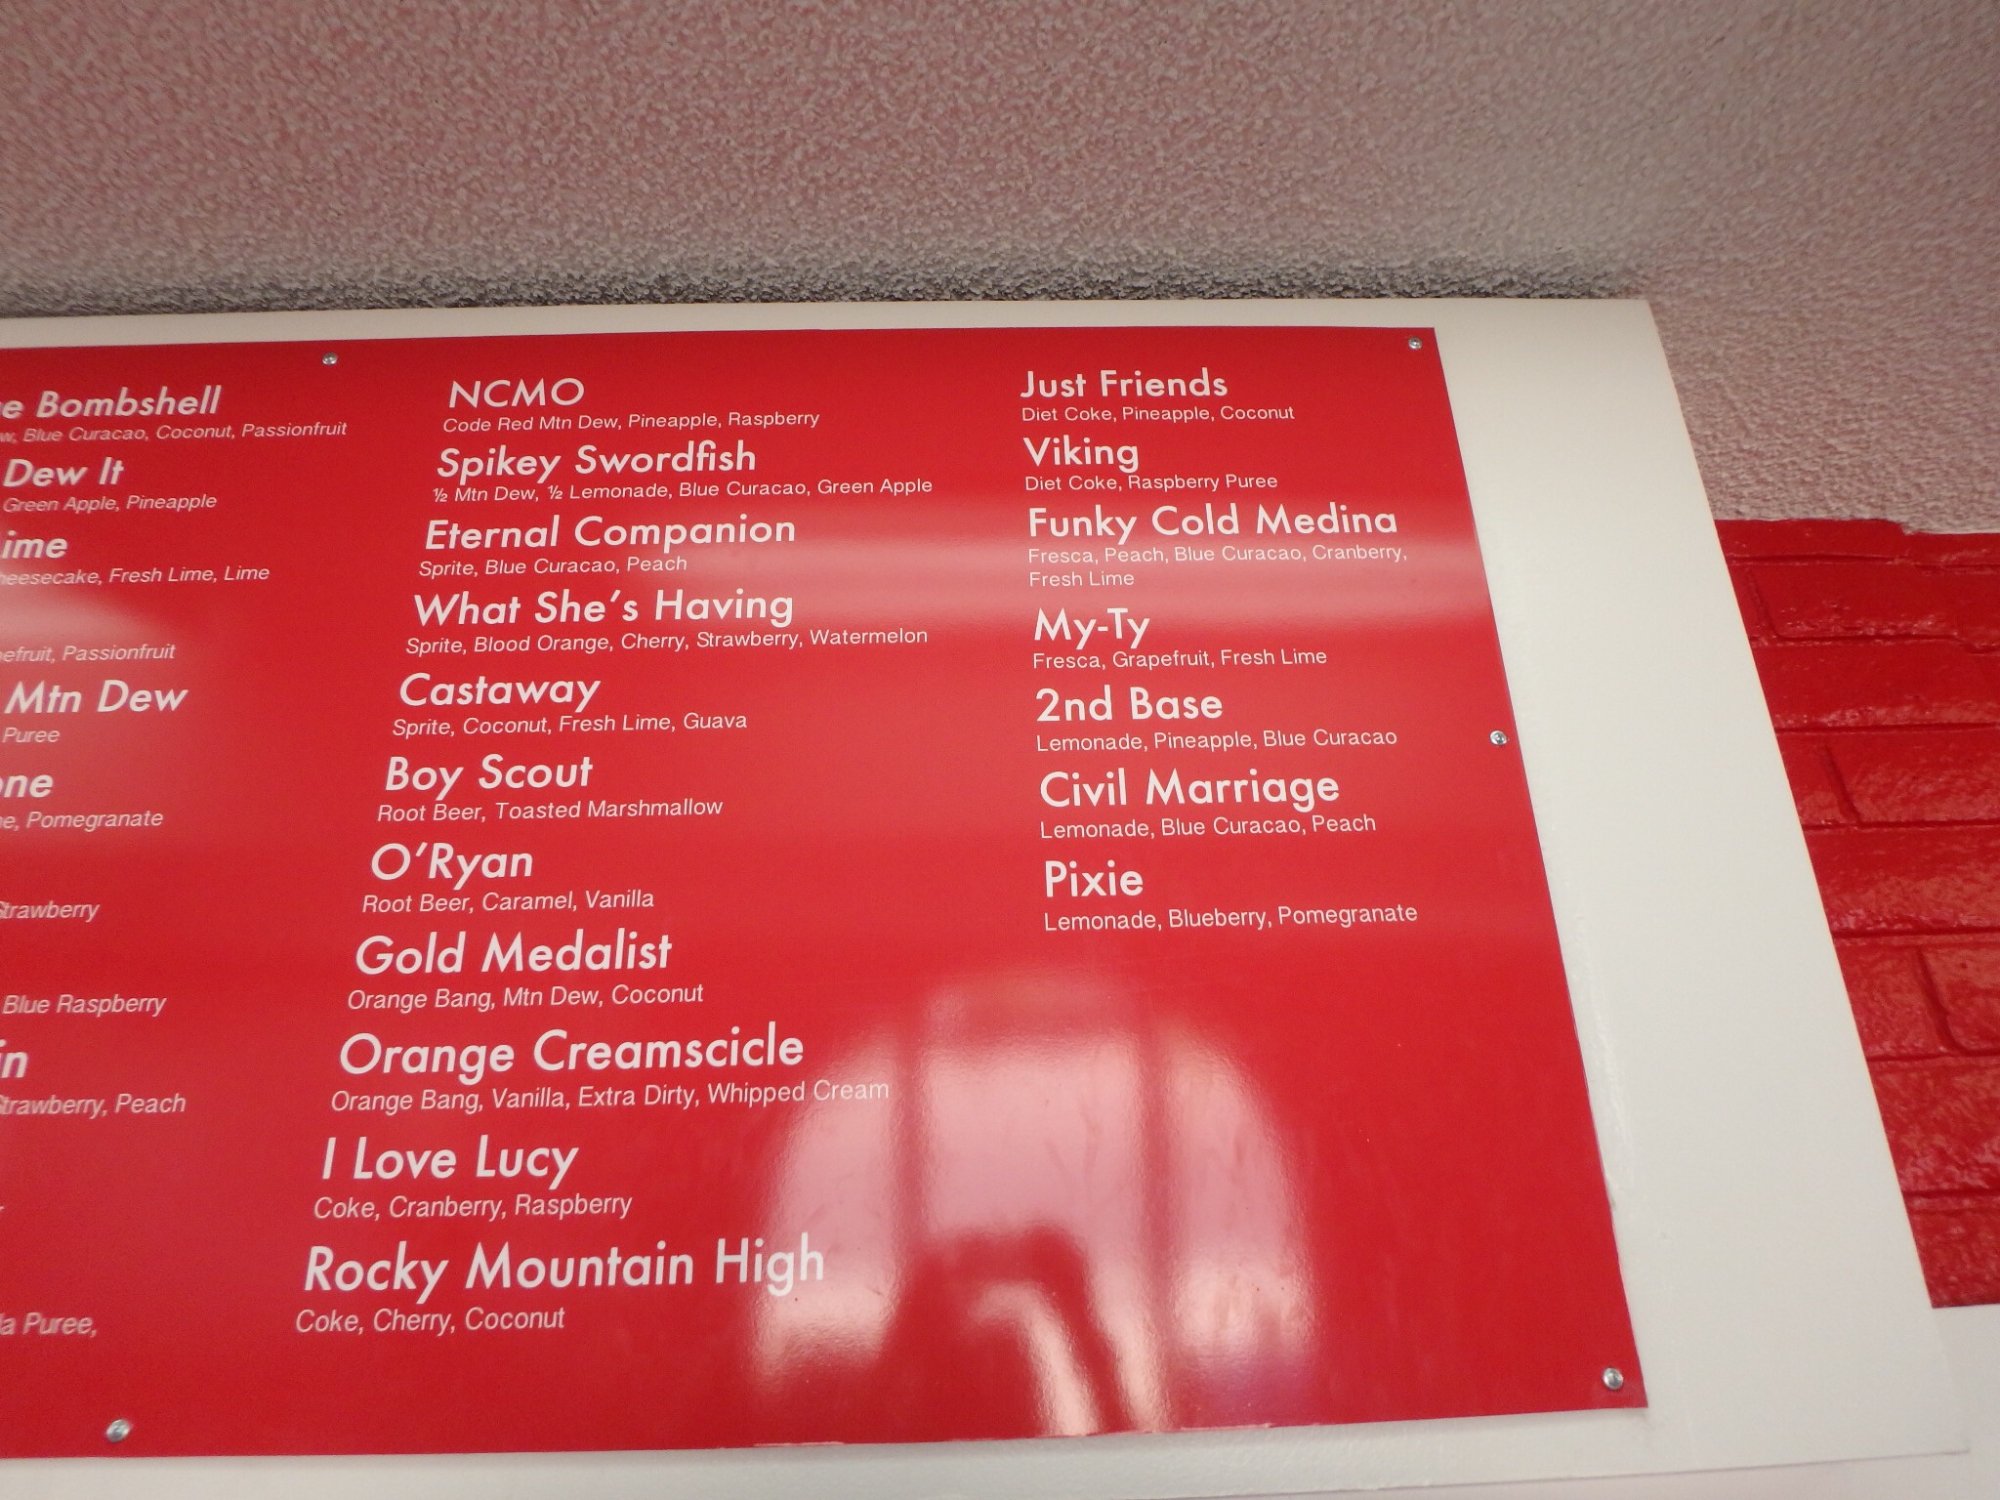 Bombshell
Blue Curacao, Coconut, Passionfruit
Dew It
Green Apple, Pineapple
Fresh Lime, Lime
Passionfruit
Mtn Dew
Puree
Pomegranate
Strawberry
Blue Raspberry
Strawberry, Peach
Puree,
NCMO
Code Red Mtn Dew, Pineapple, Raspberry
Spikey Swordfish
½ Mtn Dew, ½ Lemonade, Blue Curacao, Green Apple
Eternal Companion
Sprite, Blue Curacao, Peach
What She's Having
Sprite, Blood Orange, Cherry, Strawberry, Watermelon
Castaway
Sprite, Coconut, Fresh Lime, Guava
Boy Scout
Root Beer, Toasted Marshmallow
O'Ryan
Root Beer, Caramel, Vanilla
Gold Medalist
Orange Bang, Mtn Dew, Coconut
Orange Creamscicle
Orange Bang, Vanilla, Extra Dirty, Whipped Cream
I Love Lucy
Coke, Cranberry, Raspberry
Rocky Mountain High
Coke, Cherry, Coconut
Just Friends
Diet Coke, Pineapple, Coconut
Viking
Diet Coke, Raspberry Puree
Funky Cold Medina
Fresca, Peach, Blue Curacao, Cranberry,
Fresh Lime
My-Ty
Fresca, Grapefruit, Fresh Lime
2nd Base
Lemonade, Pineapple, Blue Curacao
Civil Marriage
Lemonade, Blue Curacao, Peach
Pixie
Lemonade, Blueberry, Pomegranate